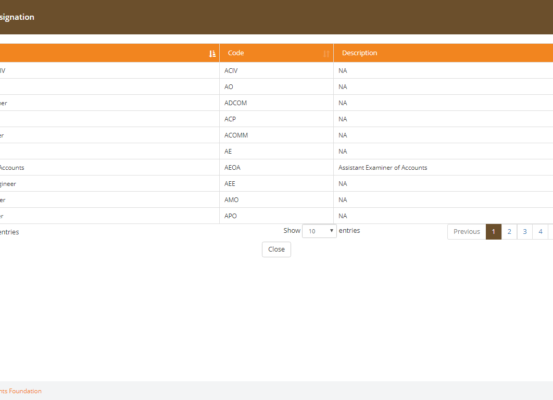 signation
Code Description
IV ACIV NA
AO NA
er ADCOM NA
ACP NA
er ACOMM NA
AE NA
Accounts AEOA Assistant Examiner of Accounts
gineer AEE NA
er AMO NA
r APO NA
entries Show 10 entries Previous 1 2 3 4
Close
nts Foundation